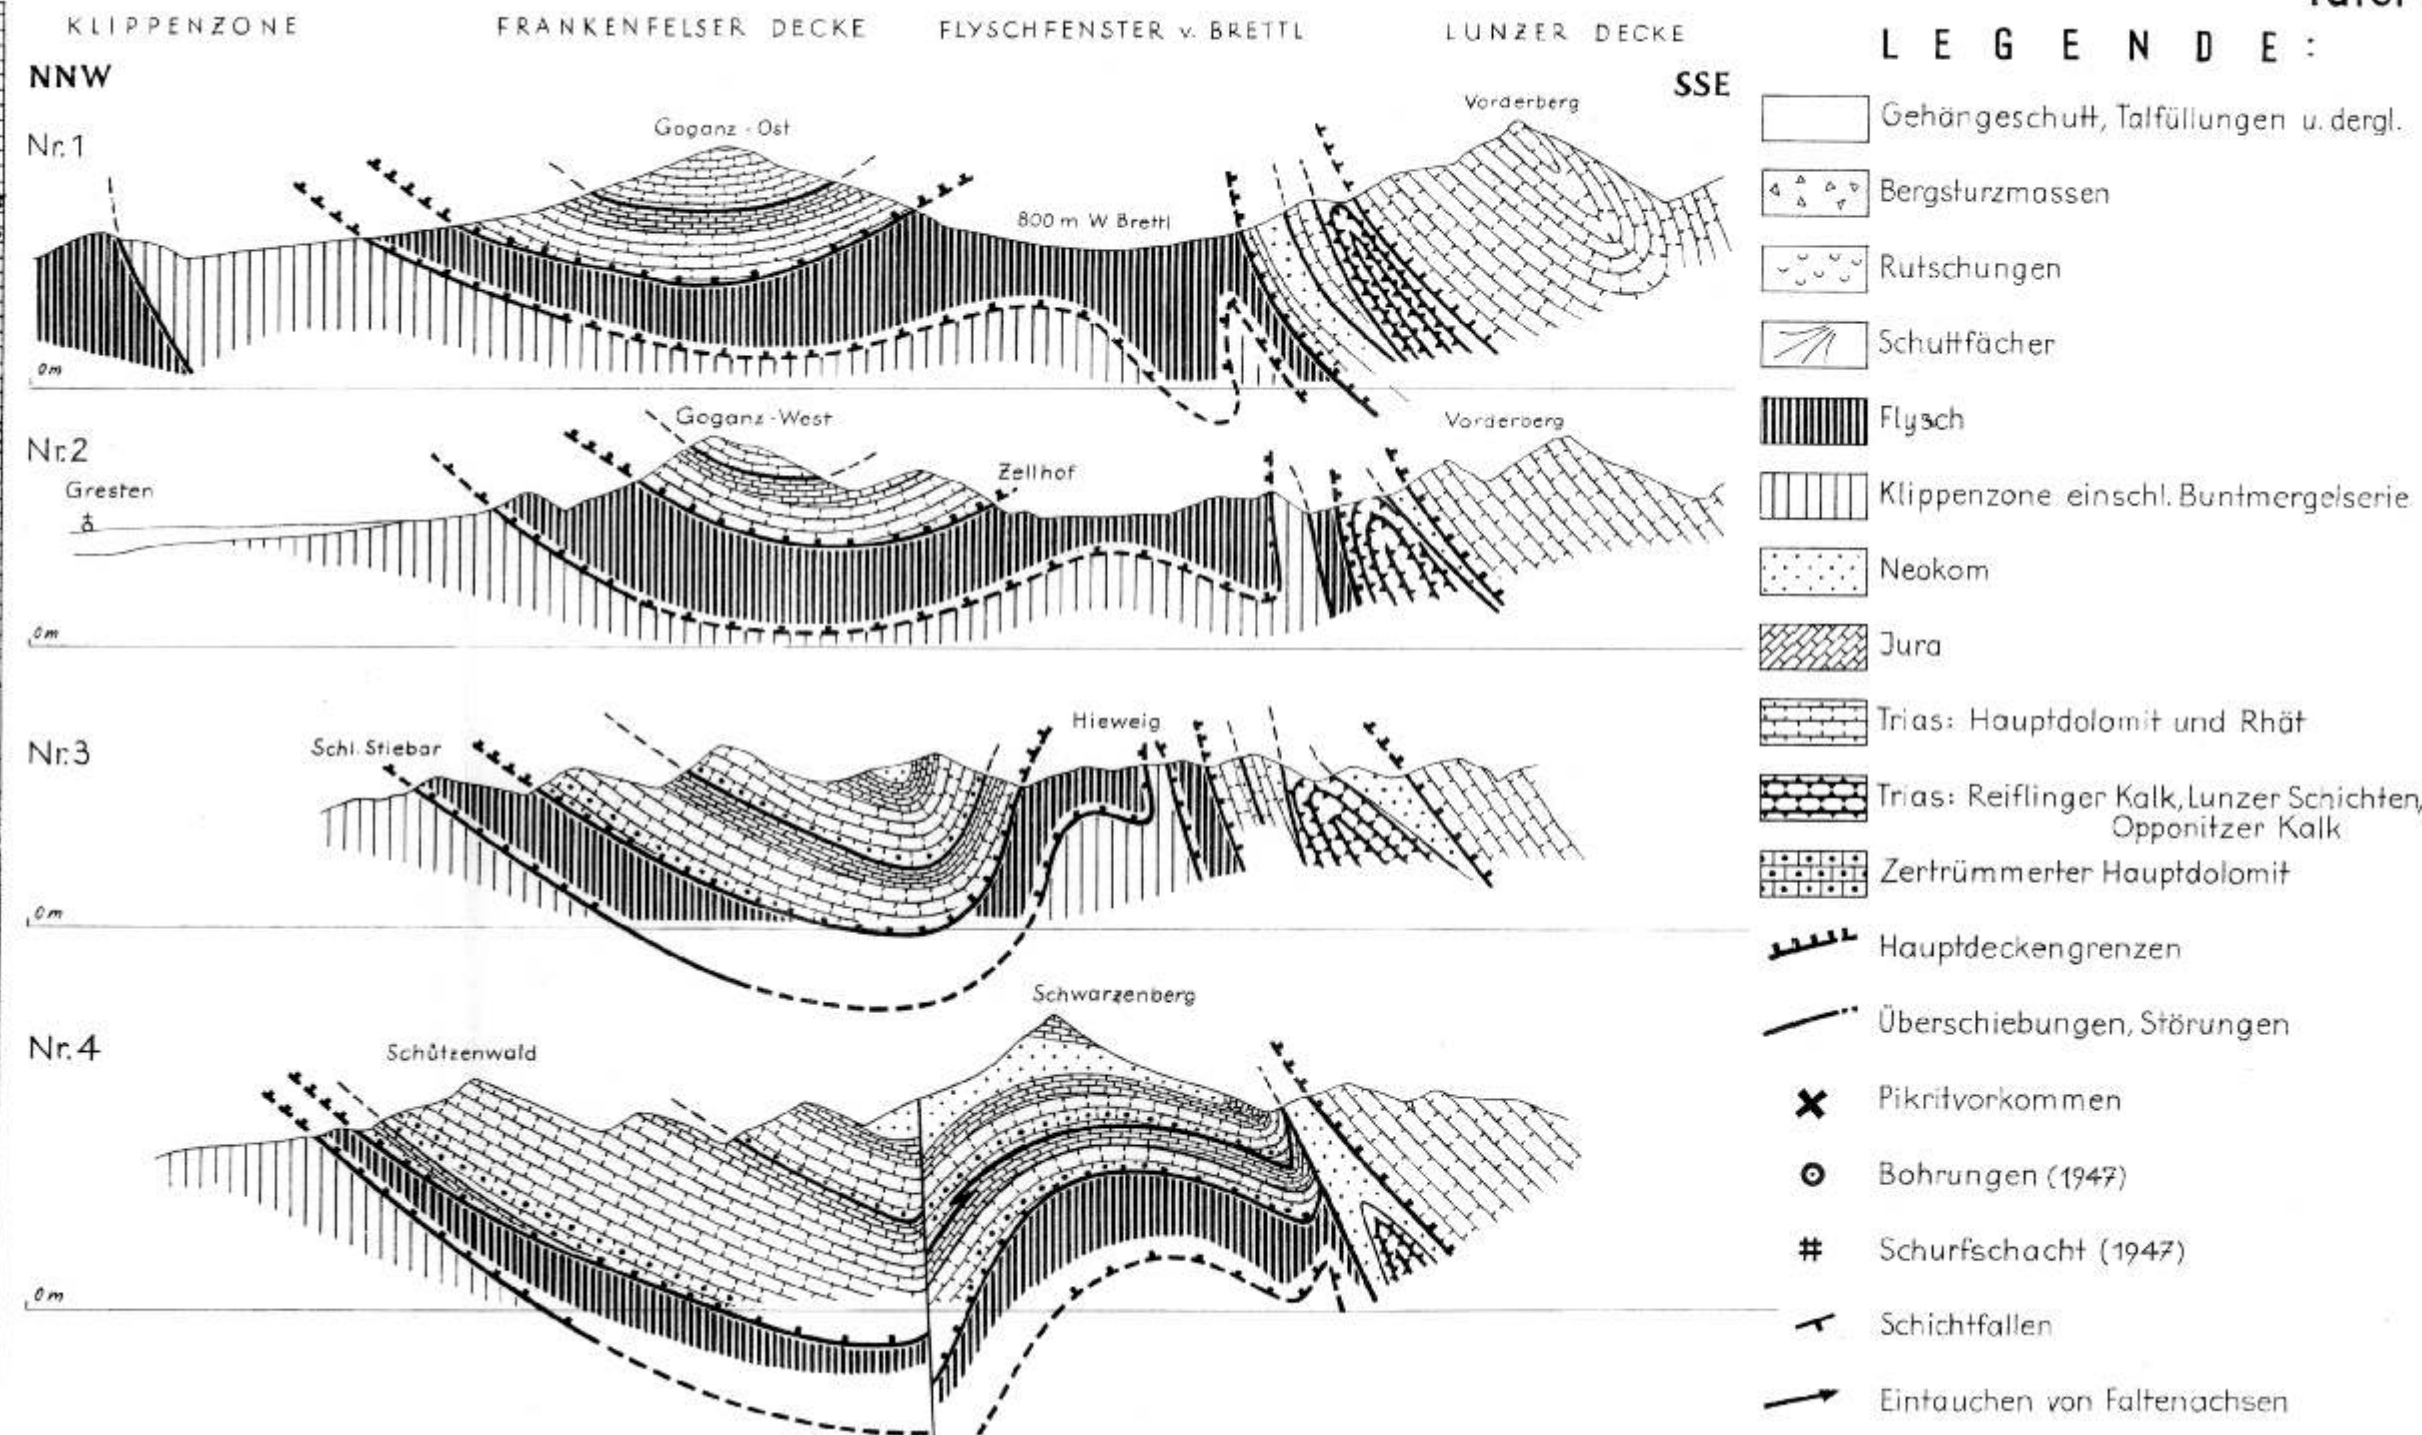 KLIPPENZONE FRANKENFELSER DECKE FLYSCHFENSTER v. BRETTL LUNZER DECKE
NNW SSE
Nr.1
Goganz - Ost
800 m W Brettl
Vorderberg
0m
Nr.2
Gresten
Goganz - West
Zellhof
Vorderberg
0m
Nr.3
Schl. Stiebar
Hieweig
0m
Nr.4
Schützenwald
Schwarzenberg
0m
LEGENDE:
Gehängeschutt, Talfüllungen u. dergl.
Bergsturzmassen
Rutschungen
Schuttfächer
Flysch
Klippenzone einschl. Buntmergelserie
Neokom
Jura
Trias: Hauptdolomit und Rhät
Trias: Reiflinger Kalk, Lunzer Schichten,
Opponitzer Kalk
Zertrümmerter Hauptdolomit
Hauptdeckengrenzen
Überschiebungen, Störungen
Pikritvorkommen
Bohrungen (1947)
Schurfschacht (1947)
Schichtfallen
Eintauchen von Faltenachsen